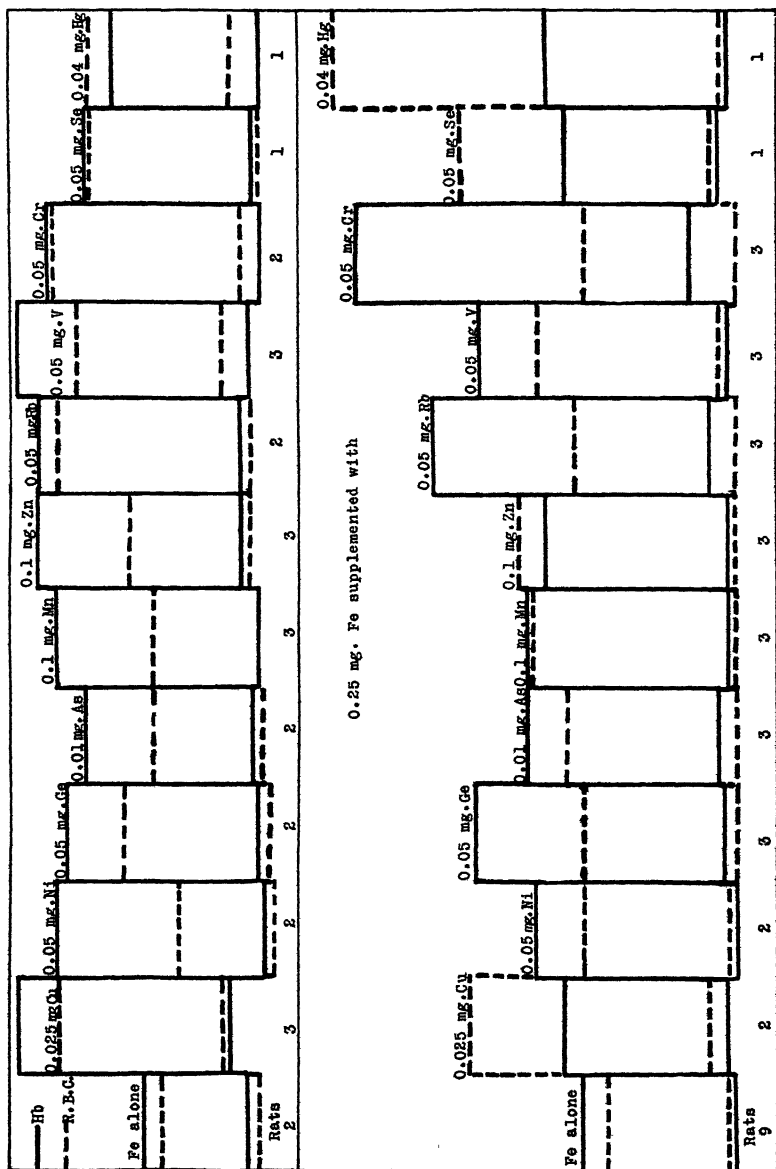 Hb
R.B.C.
Fe alone
0.025 mgCu
0.05 mg.Ni
0.05 mg.Ge
0.01 mg.As
0.1 mg.Mn
0.1 mg.Zn
0.05 mgRb
0.05 mg.V
0.05 mg.Cr
0.05 mg.Se
0.04 mg.Hg
Rats
2 3 2 2 2 3 3 2 3 2 1 1
0.25 mg. Fe supplemented with
Fe alone
0.025 mg.Cu
0.05 mg.Ni
0.05 mg.Ge
0.01 mg.As
0.1 mg.Mn
0.1 mg.Zn
0.05 mg.Rb
0.05 mg.V
0.05 mg.Cr
0.05 mg.Se
0.04 mg.Hg
Rats
9 2 2 3 3 3 3 3 3 3 1 1